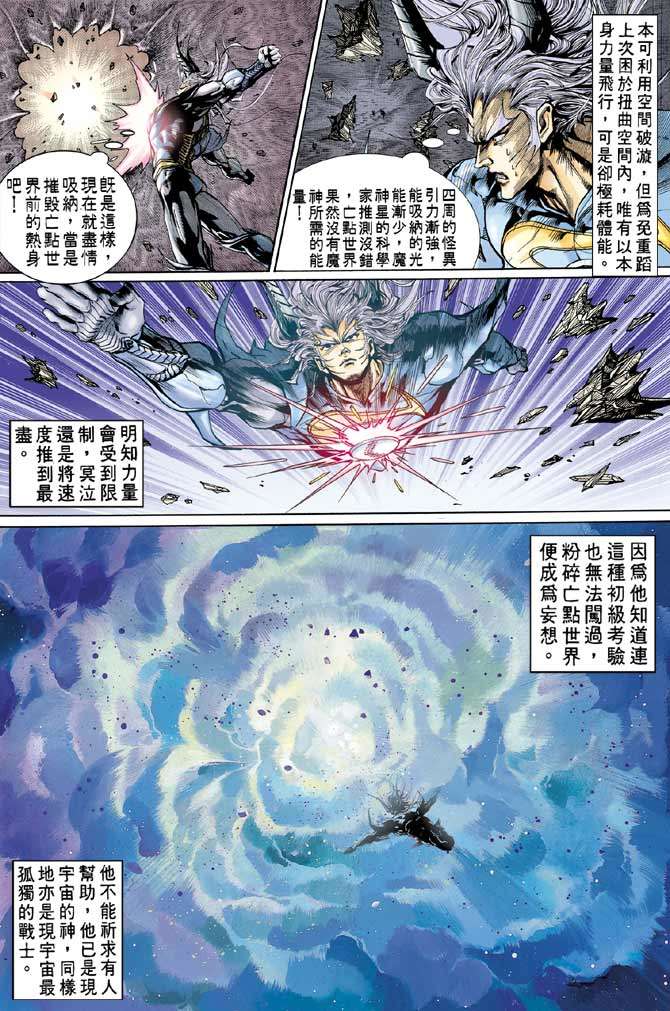 本可利用空間破漩，但爲免重蹈
上次困於扭曲空間內，唯有以本
身力量飛行，可是卻極耗體能。
四周的怪異
引力漸強，
能吸納的光
能漸少，魔
神星的科學
家推測沒錯
，亡點世界
果然沒有魔
神所需的能
量！
旣是這樣，
現在就盡情
吸納，當是
摧毀亡點世
界前的熱身
吧！
明知力量
會受到限
制，冥泣
還是將速
度推到最
盡。
因爲他知道連
這種初級考驗
也無法闖過，
粉碎亡點世界
便成爲妄想。
他不能祈求有人
幫助，他已是現
宇宙的神，同樣
地亦是現宇宙最
孤獨的戰士。